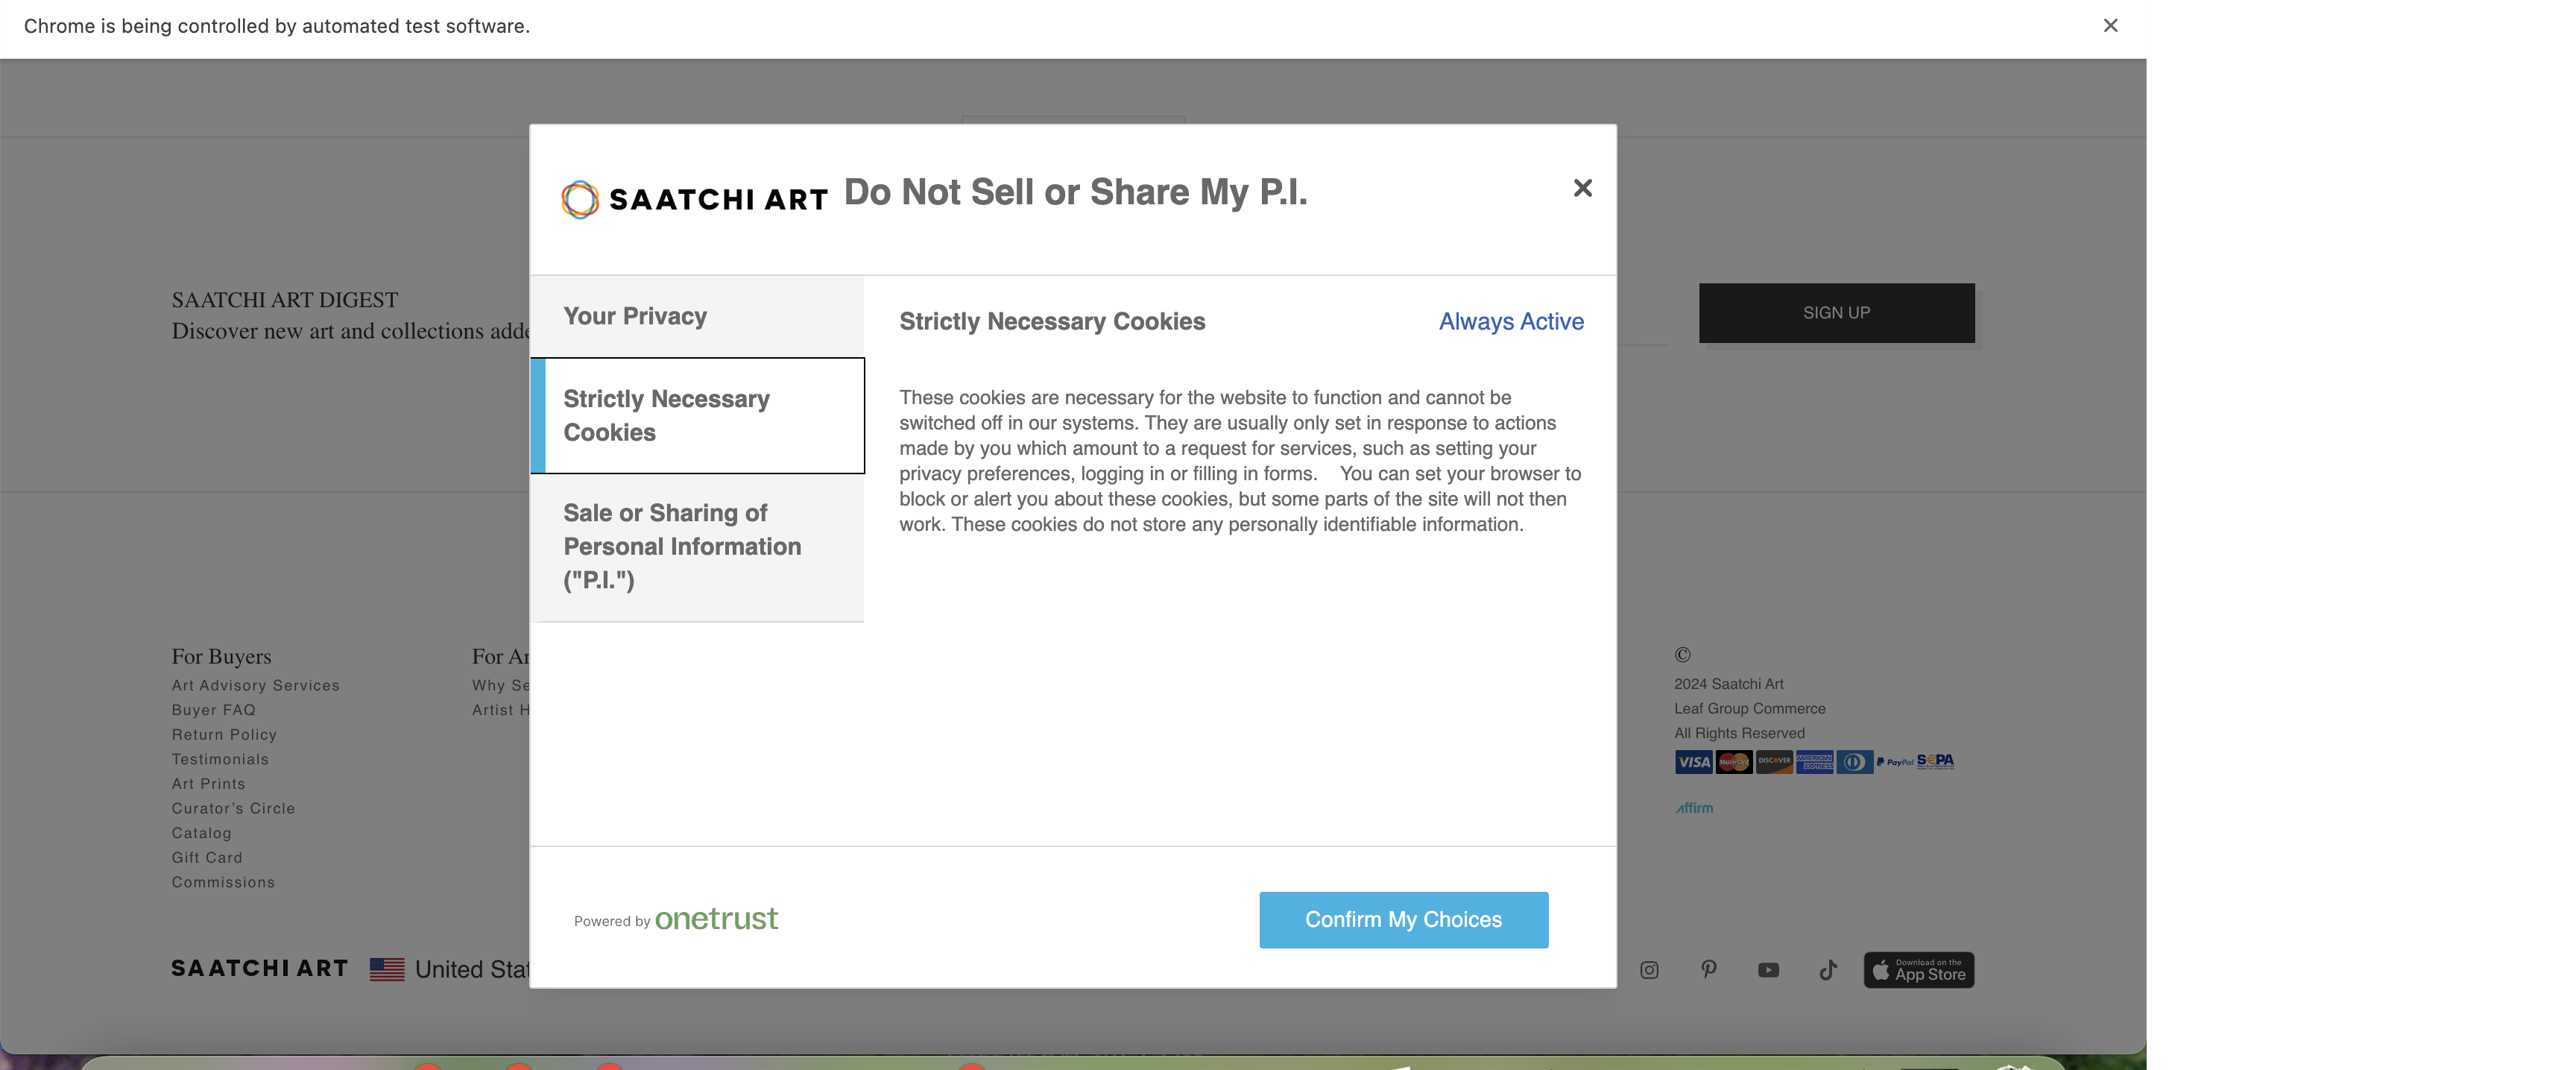 Chrome is being controlled by automated test software.
SAATCHI ART Do Not Sell or Share My P.I.
Your Privacy
Strictly Necessary
Cookies
Sale or Sharing of
Personal Information
("P.I.")
Strictly Necessary Cookies
Always Active
These cookies are necessary for the website to function and cannot be
switched off in our systems. They are usually only set in response to actions
made by you which amount to a request for services, such as setting your
privacy preferences, logging in or filling in forms. You can set your browser to
block or alert you about these cookies, but some parts of the site will not then
work. These cookies do not store any personally identifiable information.
Powered by onetrust
Confirm My Choices
SAATCHI ART DIGEST
Discover new art and collections adde
SIGN UP
For Buyers
Art Advisory Services
Buyer FAQ
Return Policy
Testimonials
Art Prints
Curator's Circle
Catalog
Gift Card
Commissions
For Ar
Why Se
Artist H
©
2024 Saatchi Art
Leaf Group Commerce
All Rights Reserved
VISA MasterCard DISCOVER AMERICAN EXPRESS PayPal SEPA
affirm
SAATCHI ART United Stat
Download on the
App Store